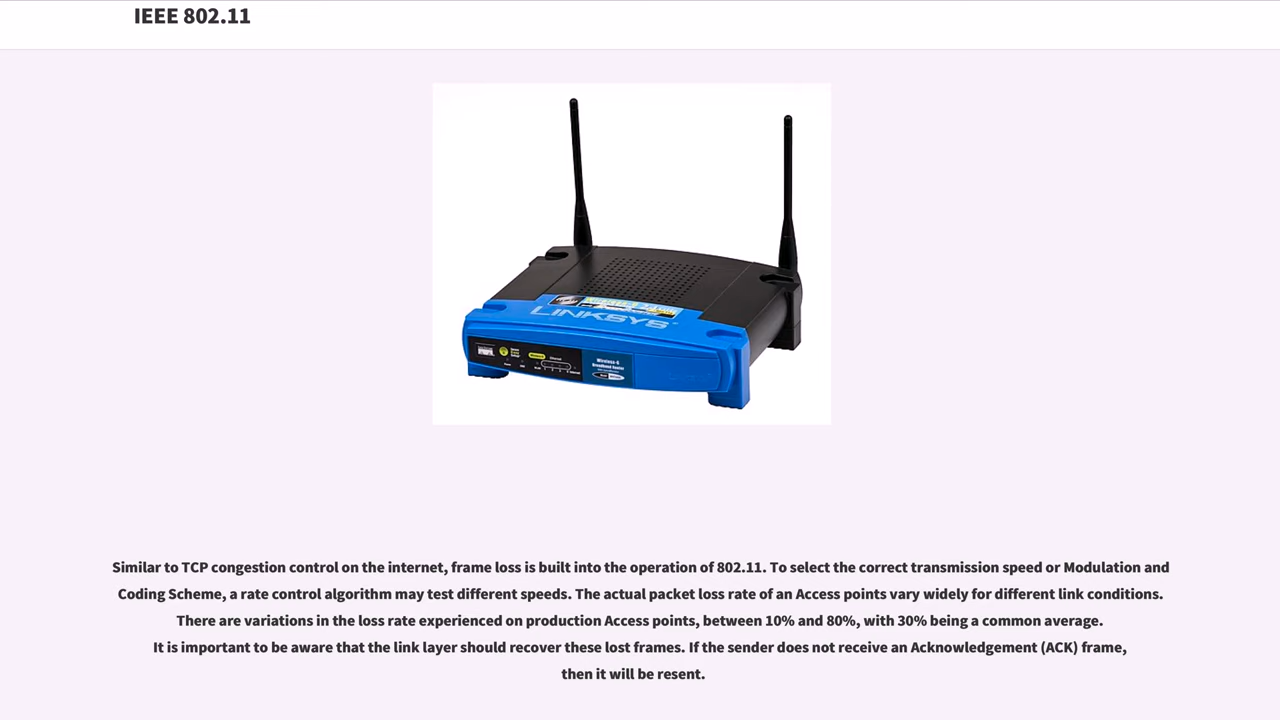 IEEE 802.11
LINKSYS
Wireless-G
Broadband Router
Similar to TCP congestion control on the internet, frame loss is built into the operation of 802.11. To select the correct transmission speed or Modulation and
Coding Scheme, a rate control algorithm may test different speeds. The actual packet loss rate of an Access points vary widely for different link conditions.
There are variations in the loss rate experienced on production Access points, between 10% and 80%, with 30% being a common average.
It is important to be aware that the link layer should recover these lost frames. If the sender does not receive an Acknowledgement (ACK) frame,
then it will be resent.